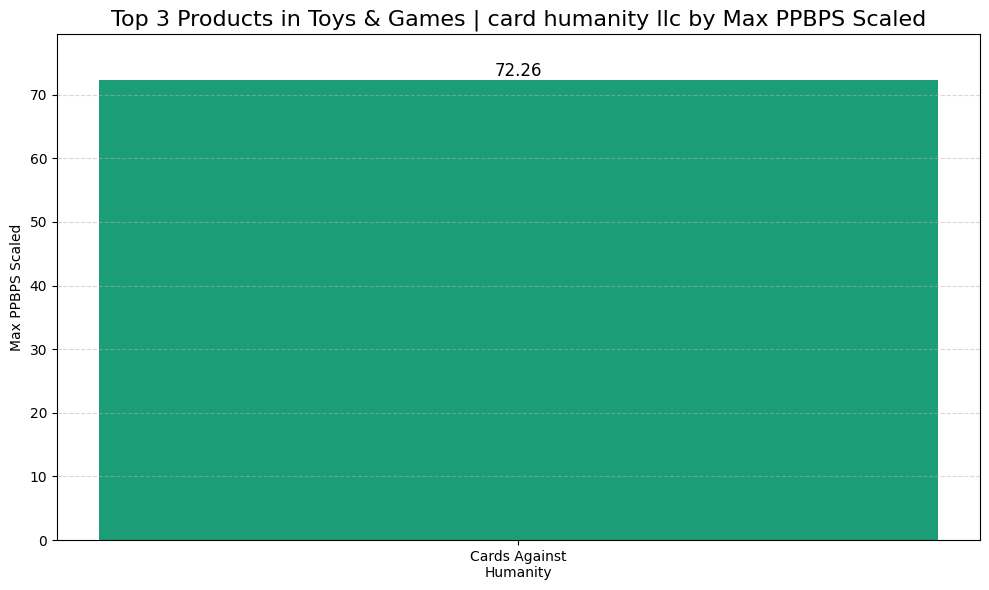 Top 3 Products in Toys & Games | card humanity llc by Max PPBPS Scaled
72.26
70
60
50
40
30
20
10
0
Max PPBPS Scaled
Cards Against
Humanity